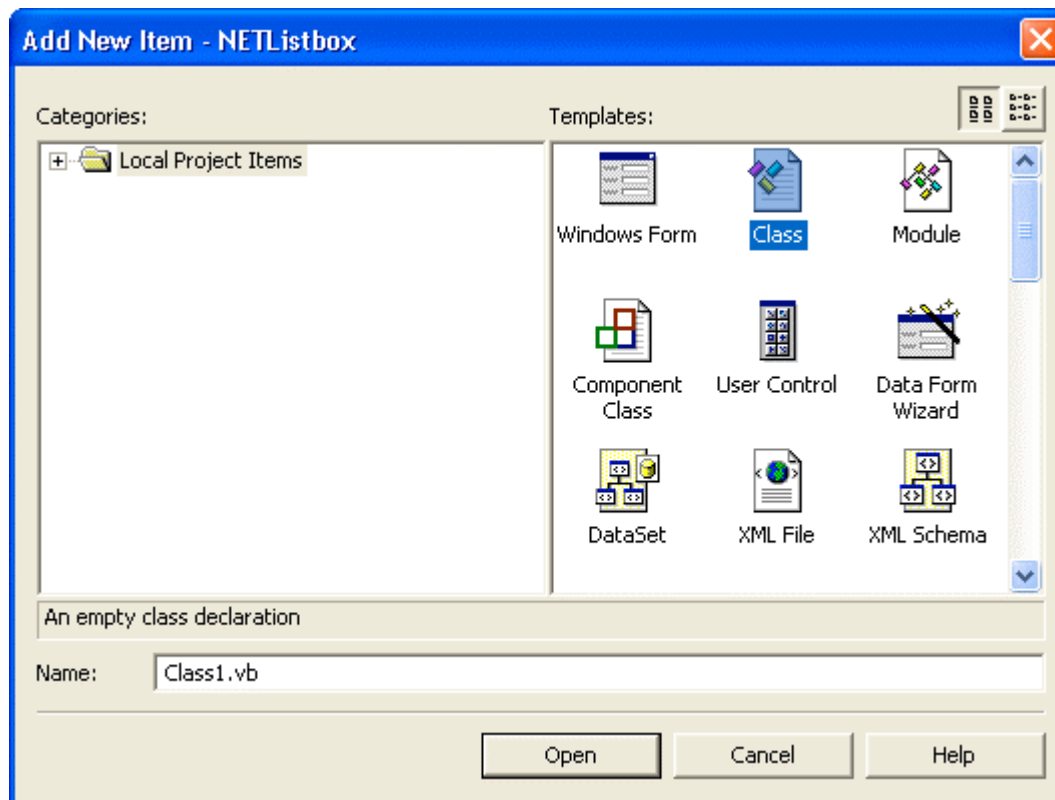 Add New Item - NETListbox
Categories:
Templates:
Local Project Items
Windows Form
Class
Module
Component
Class
User Control
Data Form
Wizard
DataSet
XML File
XML Schema
An empty class declaration
Name:
Class1.vb
Open
Cancel
Help